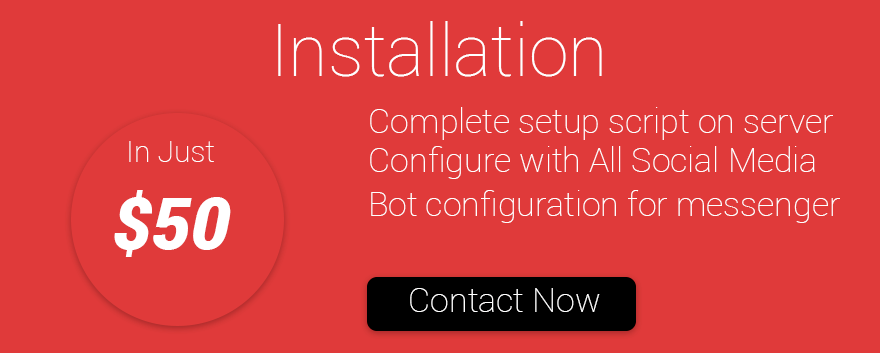 Installation
In Just
$50
Complete setup script on server
Configure with All Social Media
Bot configuration for messenger
Contact Now